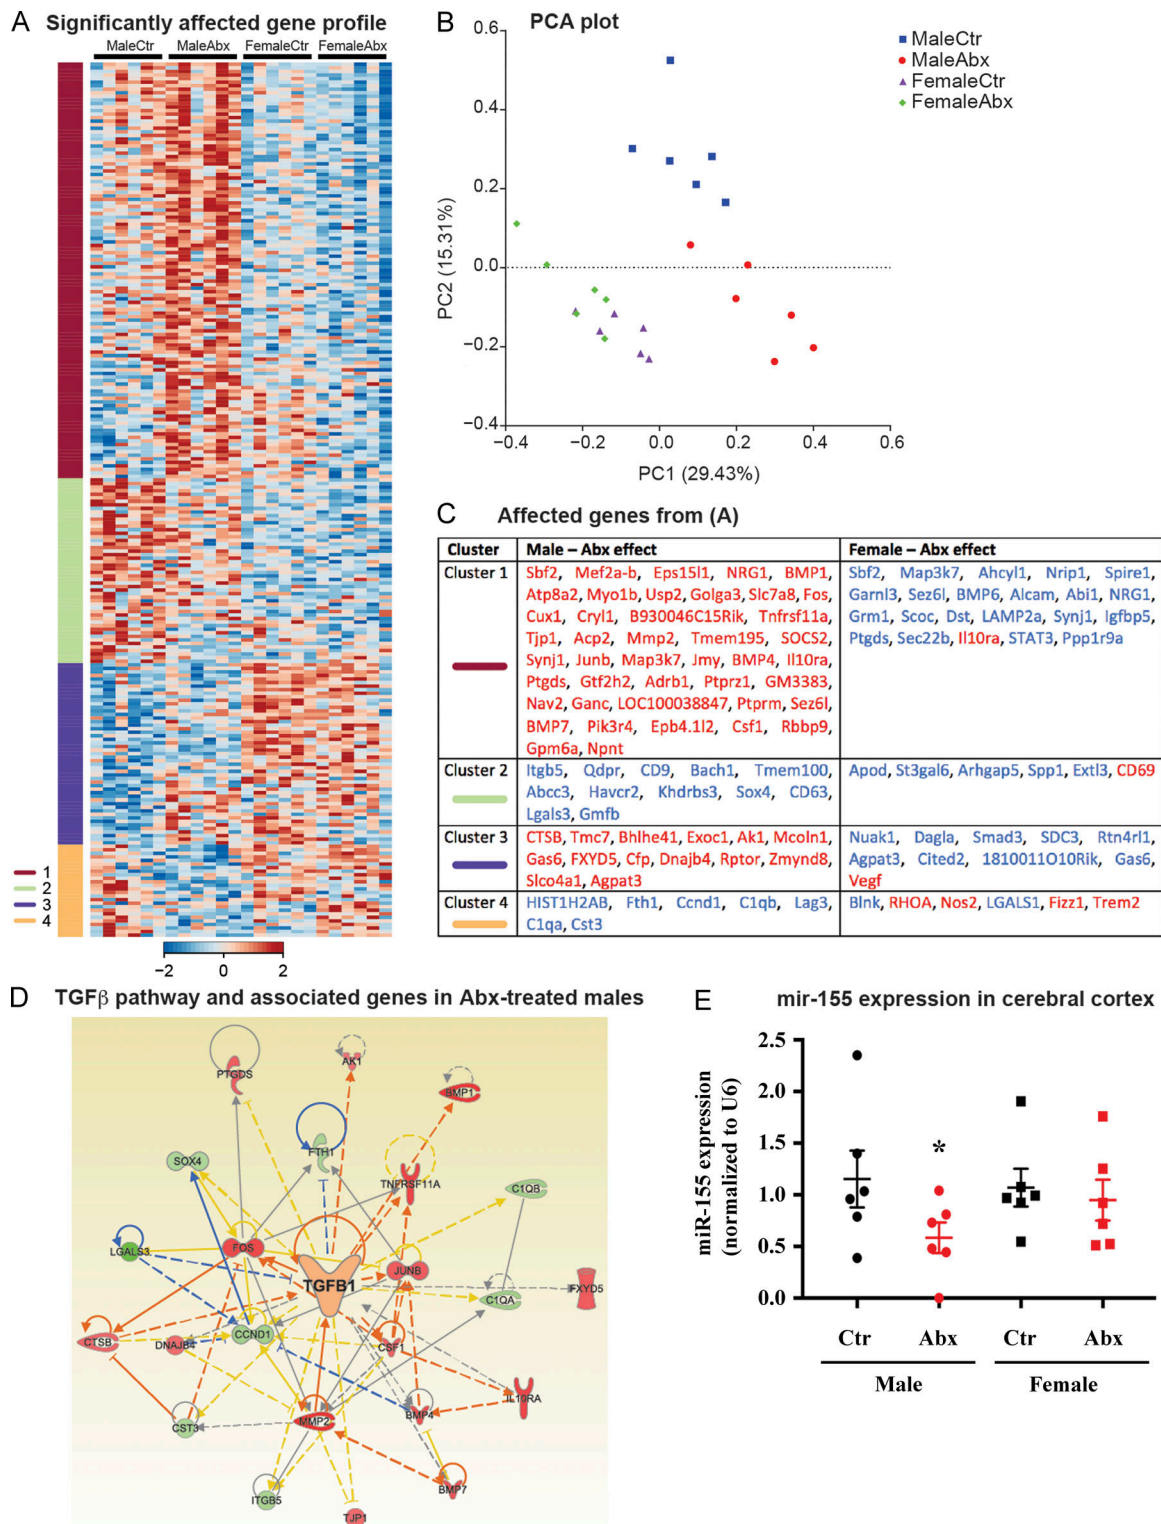 A Significantly affected gene profile
MaleCtr MaleAbx FemaleCtr FemaleAbx
1
2
3
4
−2 0 2
B PCA plot
MaleCtr
MaleAbx
FemaleCtr
FemaleAbx
0.6
0.4
0.2
0.0
−0.2
−0.4
−0.4 −0.2 0.0 0.2 0.4 0.6
PC2 (15.31%)
PC1 (29.43%)
C Affected genes from (A)
Cluster Male – Abx effect Female – Abx effect
Cluster 1
Sbf2, Mef2a-b, Eps15l1, NRG1, BMP1,
Atp8a2, Myo1b, Usp2, Golga3, Slc7a8, Fos,
Cux1, Cryl1, B930046C15Rik, Tnfrsf11a,
Tjp1, Acp2, Mmp2, Tmem195, SOCS2,
Synj1, Junb, Map3k7, Jmy, BMP4, Il10ra,
Ptgds, Gtf2h2, Adrb1, Ptprz1, GM3383,
Nav2, Ganc, LOC100038847, Ptprm, Sez6l,
BMP7, Pik3r4, Epb4.1l2, Csf1, Rbbp9,
Gpm6a, Npnt
Sbf2, Map3k7, Ahcyl1, Nrip1, Spire1,
Garnl3, Sez6l, BMP6, Alcam, Abi1, NRG1,
Grm1, Scoc, Dst, LAMP2a, Synj1, Igfbp5,
Ptgds, Sec22b, Il10ra, STAT3, Ppp1r9a
Cluster 2
Itgb5, Qdpr, CD9, Bach1, Tmem100,
Abcc3, Havcr2, Khdrbs3, Sox4, CD63,
Lgals3, Gmfb
Apod, St3gal6, Arhgap5, Spp1, Extl3, CD69
Cluster 3
CTSB, Tmc7, Bhlhe41, Exoc1, Ak1, Mcoln1,
Gas6, FXYD5, Cfp, Dnajb4, Rptor, Zmynd8,
Slco4a1, Agpat3
Nuak1, Dagla, Smad3, SDC3, Rtn4rl1,
Agpat3, Cited2, 1810011O10Rik, Gas6,
Vegf
Cluster 4
HIST1H2AB, Fth1, Ccnd1, C1qb, Lag3,
C1qa, Cst3
Blnk, RHOA, Nos2, LGALS1, Fizz1, Trem2
D TGFβ pathway and associated genes in Abx-treated males
PTGDS
AK1
BMP1
SOX4
FTH1
TNFRSF11A
C1QB
LGALS3
FOS
TGFB1
JUNB
FXYD5
C1QA
CTSB
DNAJB4
CCND1
CSF1
IL10RA
CST3
MMP2
BMP4
ITGB5
TJP1
BMP7
E mir-155 expression in cerebral cortex
miR-155 expression
(normalized to U6)
2.5
2.0
1.5
1.0
0.5
0.0
*
Ctr Abx Ctr Abx
Male Female